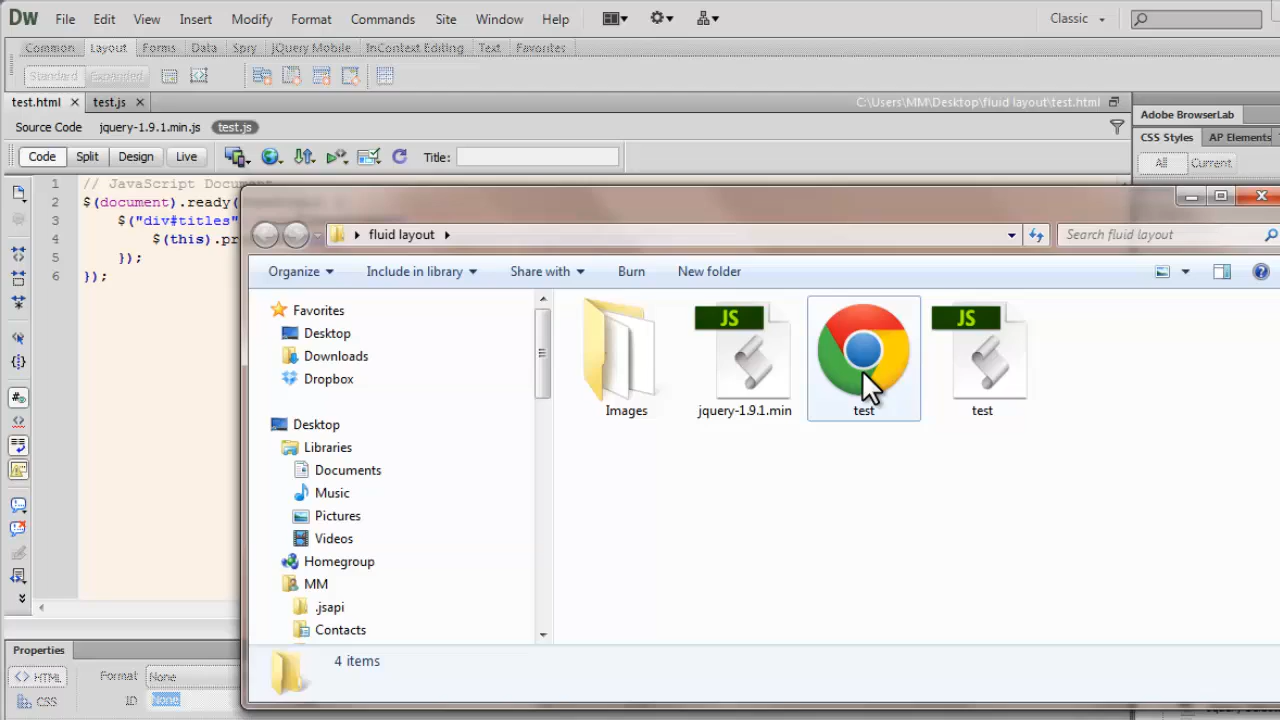 Dw File Edit View Insert Modify Format Commands Site Window Help Classic
Common Layout Forms Data Spry jQuery Mobile InContext Editing Text Favorites
Standard Expanded
test.html test.js C:\Users\MM\Desktop\fluid layout\test.html
Source Code jquery-1.9.1.min.js test.js
Code Split Design Live Title:
Adobe BrowserLab
CSS Styles AP Elements
All Current
1 // JavaScript Document
2 $(document).ready(
3 $("div#titles"
4 $(this).pr
5 });
6 });
fluid layout Search fluid layout
Organize Include in library Share with Burn New folder
Favorites
Desktop
Downloads
Dropbox
Desktop
Libraries
Documents
Music
Pictures
Videos
Homegroup
MM
.jsapi
Contacts
JS JS
Images jquery-1.9.1.min test test
4 items
Properties
<> HTML Format None
CSS ID None